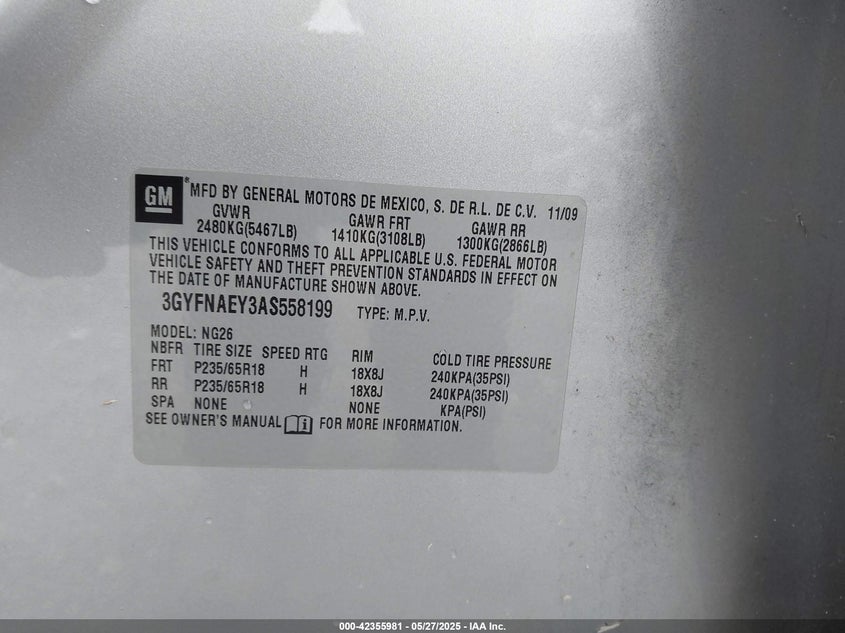 GM® MFD BY GENERAL MOTORS DE MEXICO, S. DE R.L. DE C.V. 11/09
GVWR GAWR FRT GAWR RR
2480KG(5467LB) 1410KG(3108LB) 1300KG(2866LB)
THIS VEHICLE CONFORMS TO ALL APPLICABLE U.S. FEDERAL MOTOR
VEHICLE SAFETY AND THEFT PREVENTION STANDARDS IN EFFECT ON
THE DATE OF MANUFACTURE SHOWN ABOVE.
3GYFNAEY3AS558199 TYPE: M.P.V.
MODEL: NG26
NBFR TIRE SIZE SPEED RTG RIM COLD TIRE PRESSURE
FRT P235/65R18 H 18X8J 240KPA(35PSI)
RR P235/65R18 H 18X8J 240KPA(35PSI)
SPA NONE NONE KPA(PSI)
SEE OWNER'S MANUAL FOR MORE INFORMATION.
000-42355981 - 05/27/2025 - IAA Inc.